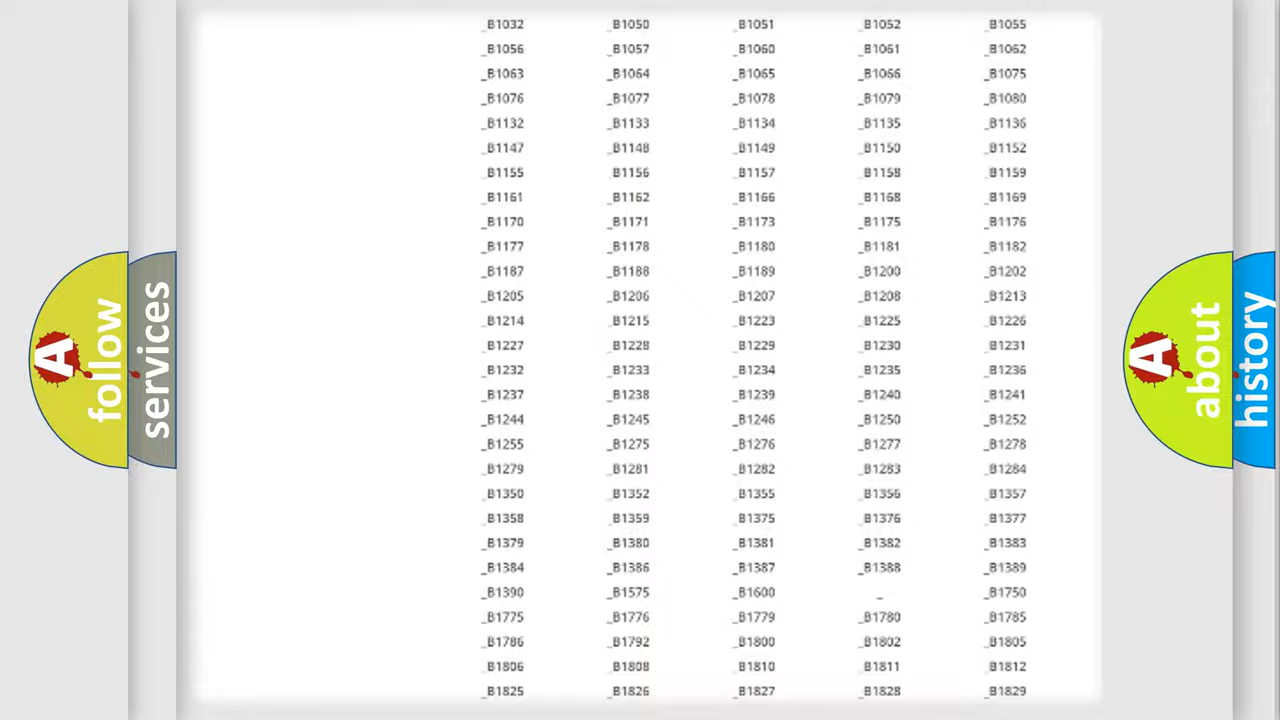 _B1032 _B1050 _B1051 _B1052 _B1055
_B1056 _B1057 _B1060 _B1061 _B1062
_B1063 _B1064 _B1065 _B1066 _B1075
_B1076 _B1077 _B1078 _B1079 _B1080
_B1132 _B1133 _B1134 _B1135 _B1136
_B1147 _B1148 _B1149 _B1150 _B1152
_B1155 _B1156 _B1157 _B1158 _B1159
_B1161 _B1162 _B1166 _B1168 _B1169
_B1170 _B1171 _B1173 _B1175 _B1176
_B1177 _B1178 _B1180 _B1181 _B1182
_B1187 _B1188 _B1189 _B1200 _B1202
_B1205 _B1206 _B1207 _B1208 _B1213
_B1214 _B1215 _B1223 _B1225 _B1226
_B1227 _B1228 _B1229 _B1230 _B1231
_B1232 _B1233 _B1234 _B1235 _B1236
_B1237 _B1238 _B1239 _B1240 _B1241
_B1244 _B1245 _B1246 _B1250 _B1252
_B1255 _B1275 _B1276 _B1277 _B1278
_B1279 _B1281 _B1282 _B1283 _B1284
_B1350 _B1352 _B1355 _B1356 _B1357
_B1358 _B1359 _B1375 _B1376 _B1377
_B1379 _B1380 _B1381 _B1382 _B1383
_B1384 _B1386 _B1387 _B1388 _B1389
_B1390 _B1575 _B1600 _ _B1750
_B1775 _B1776 _B1779 _B1780 _B1785
_B1786 _B1792 _B1800 _B1802 _B1805
_B1806 _B1808 _B1810 _B1811 _B1812
_B1825 _B1826 _B1827 _B1828 _B1829
A follow
services
A about
history